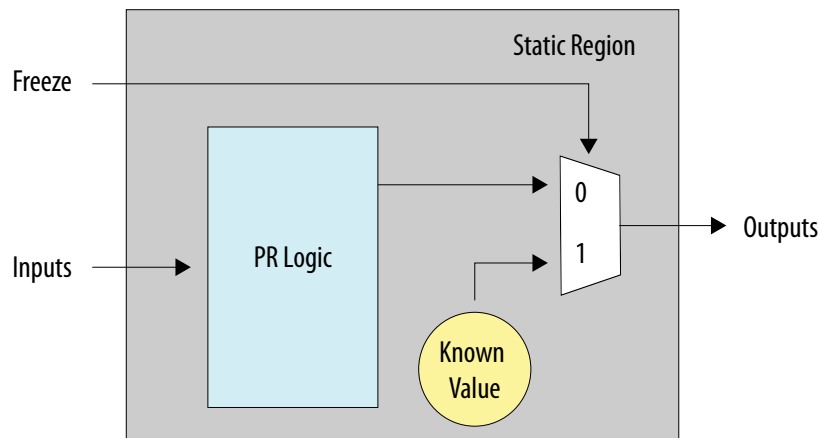 Static Region
Freeze
0
PR Logic
Outputs
1
Inputs
Known
Value